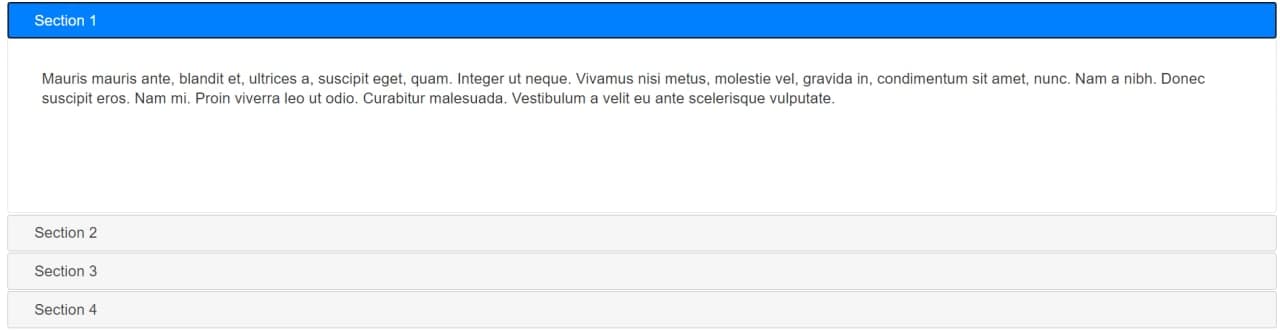 Section 1
Mauris mauris ante, blandit et, ultrices a, suscipit eget, quam. Integer ut neque. Vivamus nisi metus, molestie vel, gravida in, condimentum sit amet, nunc. Nam a nibh. Donec
suscipit eros. Nam mi. Proin viverra leo ut odio. Curabitur malesuada. Vestibulum a velit eu ante scelerisque vulputate.
Section 2
Section 3
Section 4